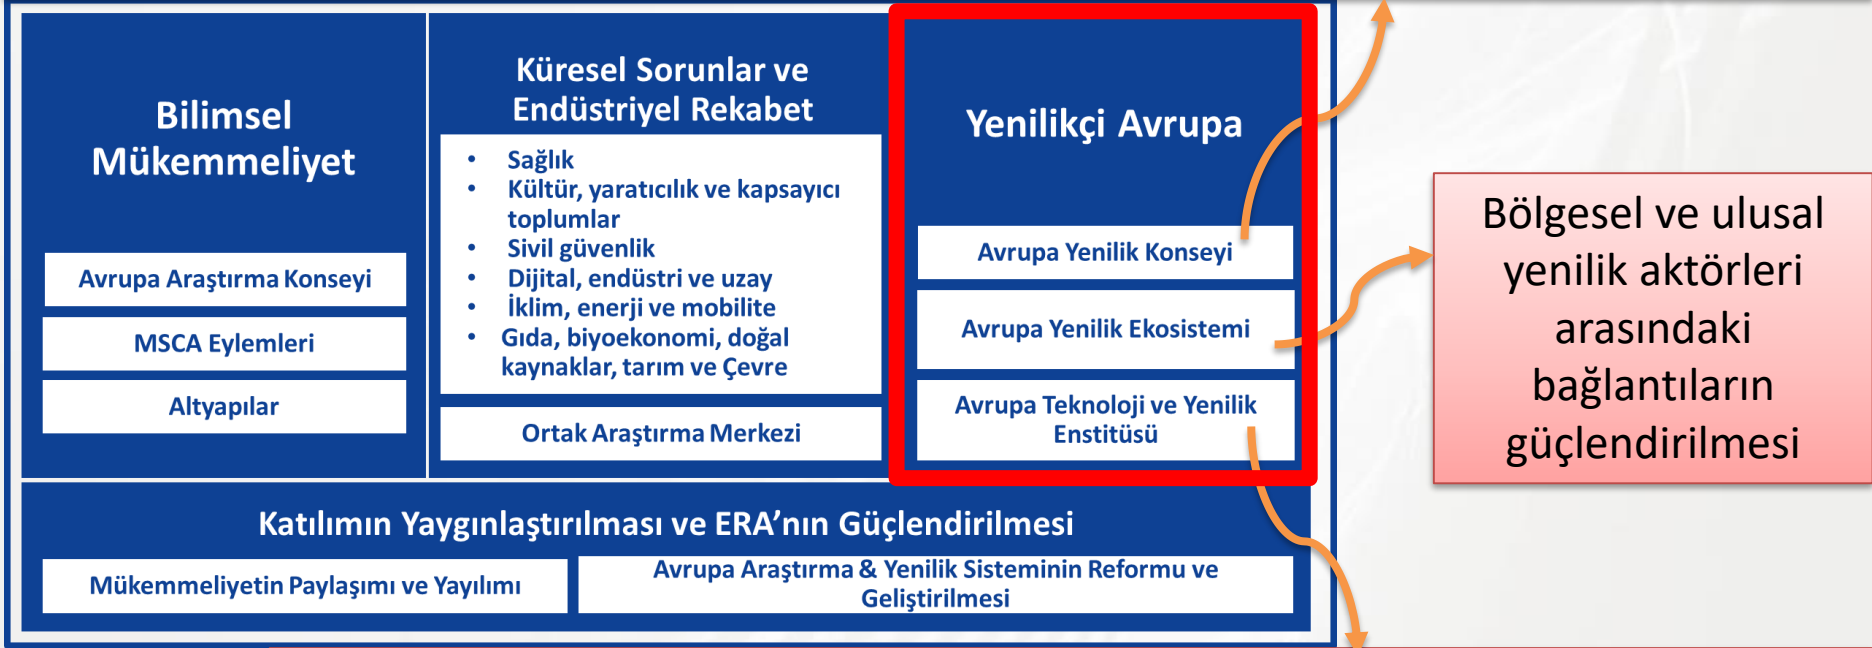 Bilimsel
Mükemmeliyet
Avrupa Araştırma Konseyi
MSCA Eylemleri
Altyapılar
Küresel Sorunlar ve
Endüstriyel Rekabet
• Sağlık
• Kültür, yaratıcılık ve kapsayıcı
toplumlar
• Sivil güvenlik
• Dijital, endüstri ve uzay
• İklim, enerji ve mobilite
• Gıda, biyoekonomi, doğal
kaynaklar, tarım ve Çevre
Ortak Araştırma Merkezi
Yenilikçi Avrupa
Avrupa Yenilik Konseyi
Avrupa Yenilik Ekosistemi
Avrupa Teknoloji ve Yenilik
Enstitüsü
Bölgesel ve ulusal
yenilik aktörleri
arasındaki
bağlantıların
güçlendirilmesi
Katılımın Yaygınlaştırılması ve ERA’nın Güçlendirilmesi
Mükemmeliyetin Paylaşımı ve Yayılımı
Avrupa Araştırma & Yenilik Sisteminin Reformu ve
Geliştirilmesi